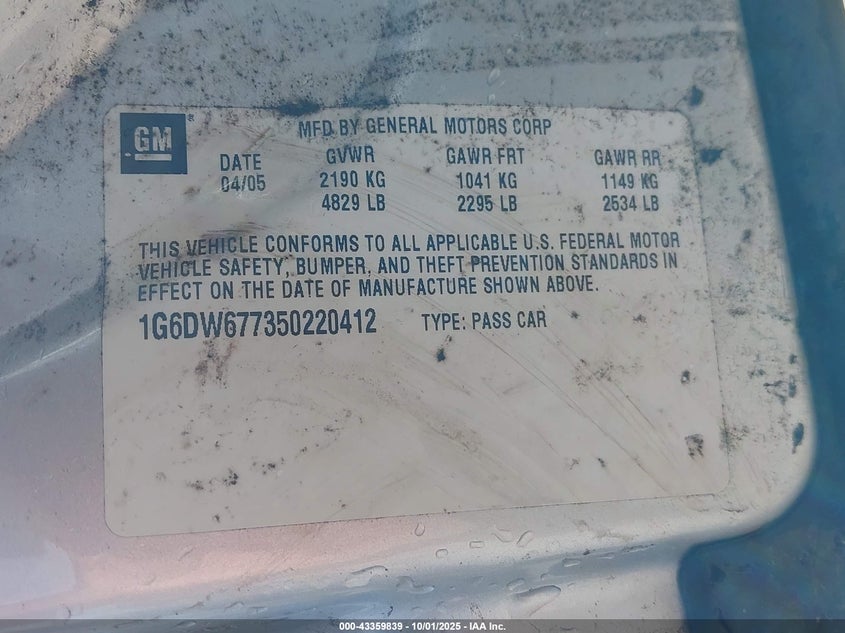 GM ®
MFD BY GENERAL MOTORS CORP
DATE GVWR GAWR FRT GAWR RR
04/05 2190 KG 1041 KG 1149 KG
4829 LB 2295 LB 2534 LB
THIS VEHICLE CONFORMS TO ALL APPLICABLE U.S. FEDERAL MOTOR
VEHICLE SAFETY, BUMPER, AND THEFT PREVENTION STANDARDS IN
EFFECT ON THE DATE OF MANUFACTURE SHOWN ABOVE.
1G6DW677350220412 TYPE: PASS CAR
000-43359839 - 10/01/2025 - IAA Inc.